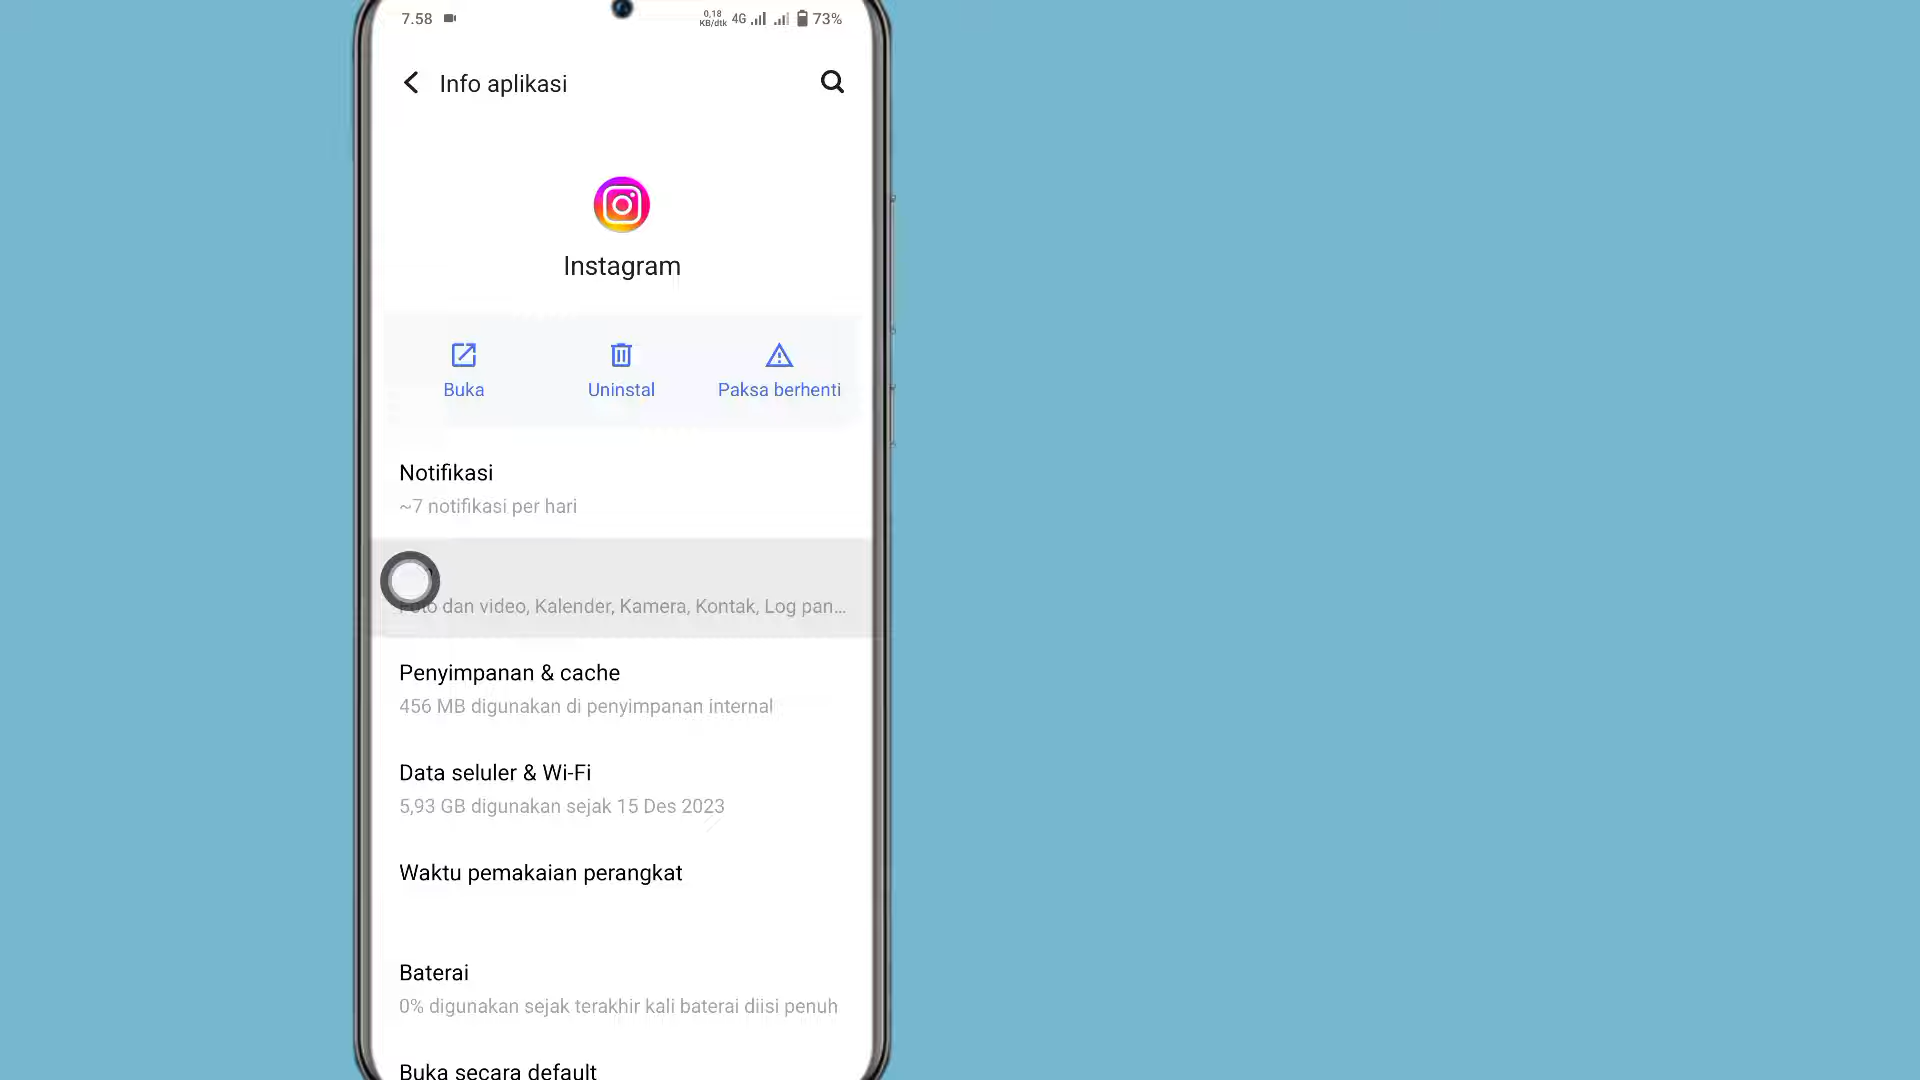 7.58
0,18
KB/dtk
4G
73%
Info aplikasi
Instagram
Buka
Uninstal
Paksa berhenti
Notifikasi
~7 notifikasi per hari
dan video, Kalender, Kamera, Kontak, Log pan...
Penyimpanan & cache
456 MB digunakan di penyimpanan internal
Data seluler & Wi-Fi
5,93 GB digunakan sejak 15 Des 2023
Waktu pemakaian perangkat
Baterai
0% digunakan sejak terakhir kali baterai diisi penuh
Buka secara default